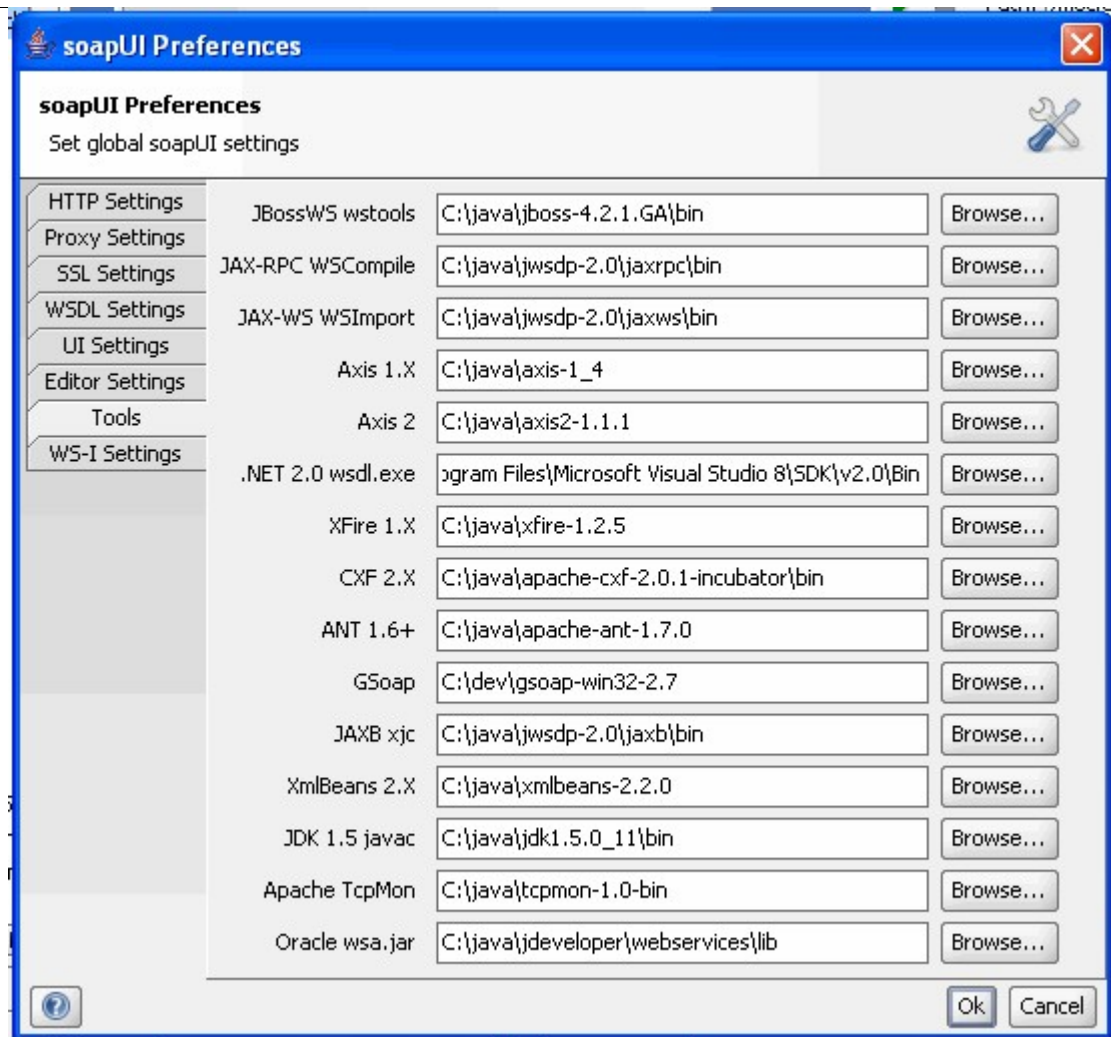 soapUI Preferences
soapUI Preferences
Set global soapUI settings
HTTP Settings
Proxy Settings
SSL Settings
WSDL Settings
UI Settings
Editor Settings
Tools
WS-I Settings
JBossWS wstools C:\java\jboss-4.2.1.GA\bin Browse...
JAX-RPC WSCompile C:\java\jwsdp-2.0\jaxrpc\bin Browse...
JAX-WS WSImport C:\java\jwsdp-2.0\jaxws\bin Browse...
Axis 1.X C:\java\axis-1_4 Browse...
Axis 2 C:\java\axis2-1.1.1 Browse...
.NET 2.0 wsdl.exe ogram Files\Microsoft Visual Studio 8\SDK\v2.0\Bin Browse...
XFire 1.X C:\java\xfire-1.2.5 Browse...
CXF 2.X C:\java\apache-cxf-2.0.1-incubator\bin Browse...
ANT 1.6+ C:\java\apache-ant-1.7.0 Browse...
GSoap C:\dev\gsoap-win32-2.7 Browse...
JAXB xjc C:\java\jwsdp-2.0\jaxb\bin Browse...
XmlBeans 2.X C:\java\xmlbeans-2.2.0 Browse...
JDK 1.5 javac C:\java\jdk1.5.0_11\bin Browse...
Apache TcpMon C:\java\tcpmon-1.0-bin Browse...
Oracle wsa.jar C:\java\jdeveloper\webservices\lib Browse...
Ok Cancel